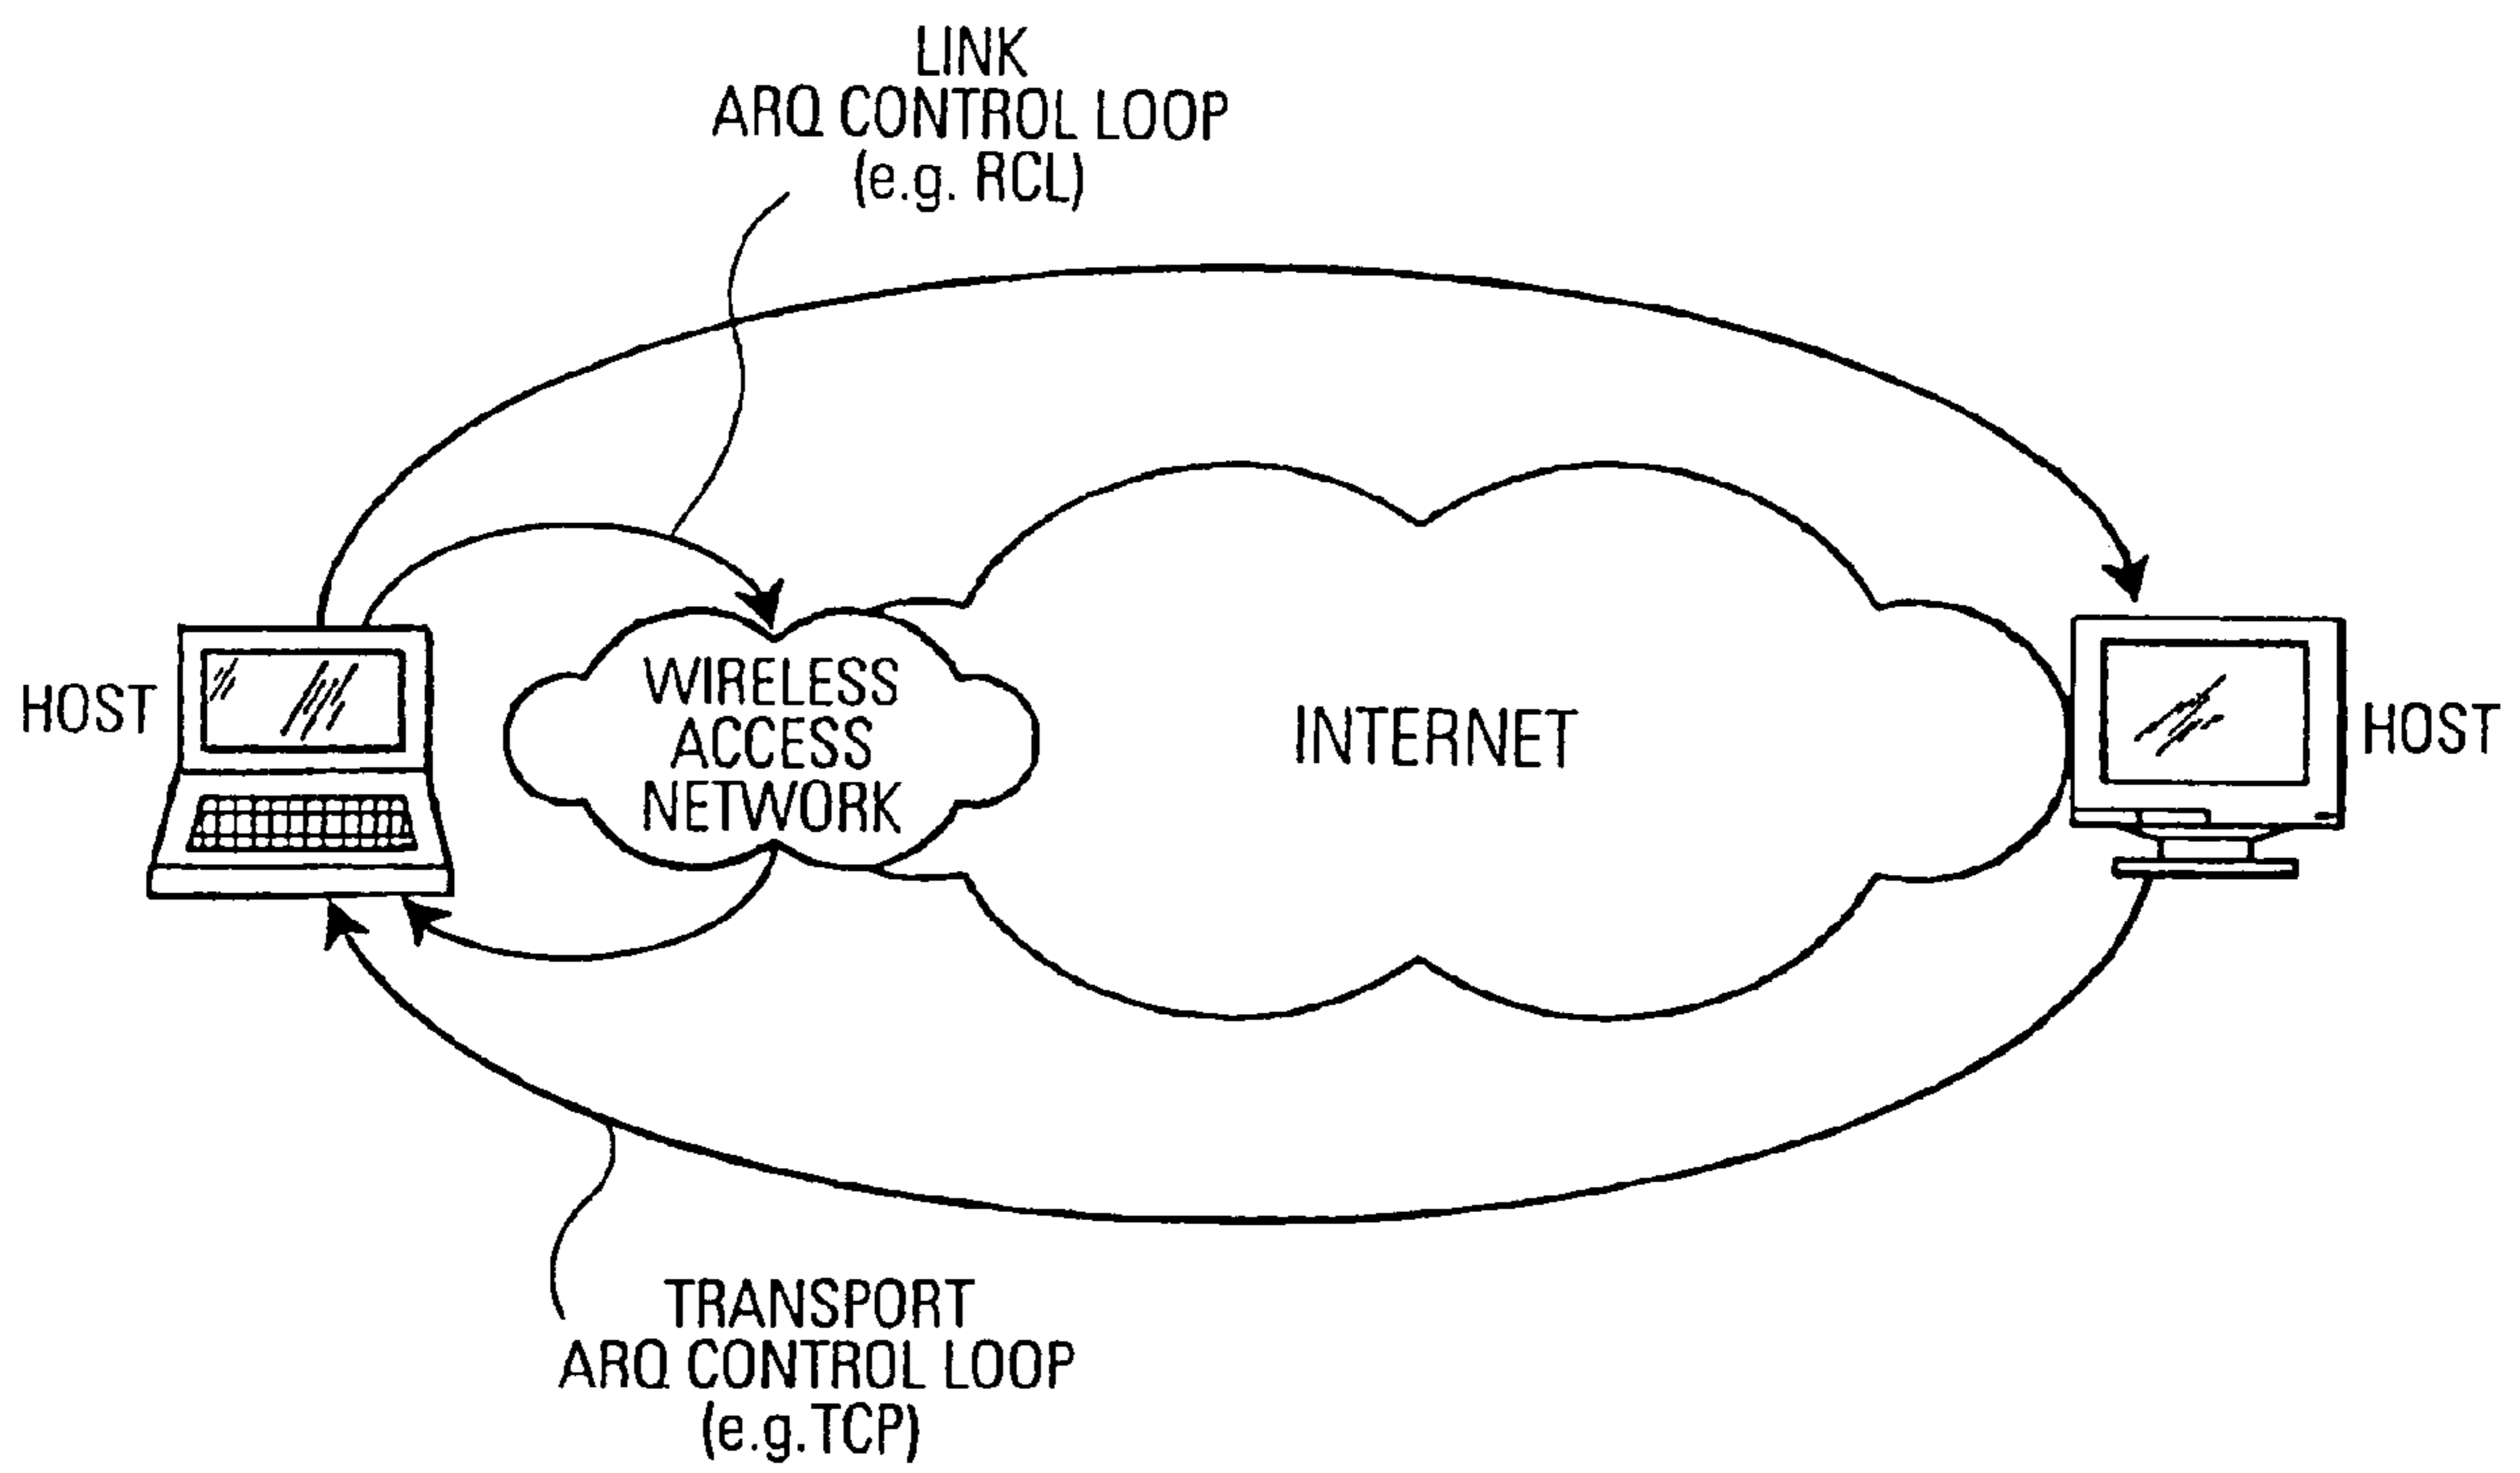 LINK
ARQ CONTROL LOOP
(e.g. RCL)
HOST
WIRELESS
ACCESS
NETWORK
INTERNET
HOST
TRANSPORT
ARQ CONTROL LOOP
(e.g.TCP)